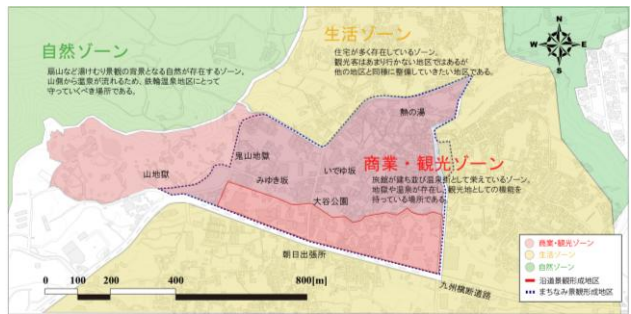 自然ゾーン
扇山など湯けむり景観の背景となる自然が存在するゾーン。
山側から温泉が流れるため、鉄輪温泉地区にとって
守っていくべき場所である。
生活ゾーン
住宅が多く存在しているゾーン。
観光客はあまり行かない地区ではあるが
他の地区と同様に整備していきたい地区である。
N
W E
S
熱の湯
鬼山地獄
山地獄
みゆき坂
いでゆ坂
大谷公園
商業・観光ゾーン
旅館が建ち並び温泉街として栄えているゾーン。
地獄や温泉が存在し、観光地としての機能を
持っている場所である。
朝日出張所
九州横断道路
0 100 200 400 800[m]
商業・観光ゾーン
生活ゾーン
自然ゾーン
沿道景観形成地区
まちなみ景観形成地区